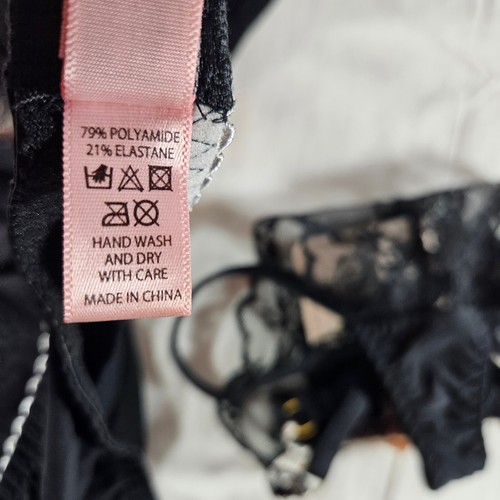 79% POLYAMIDE
21% ELASTANE
HAND WASH
AND DRY
WITH CARE
MADE IN CHINA